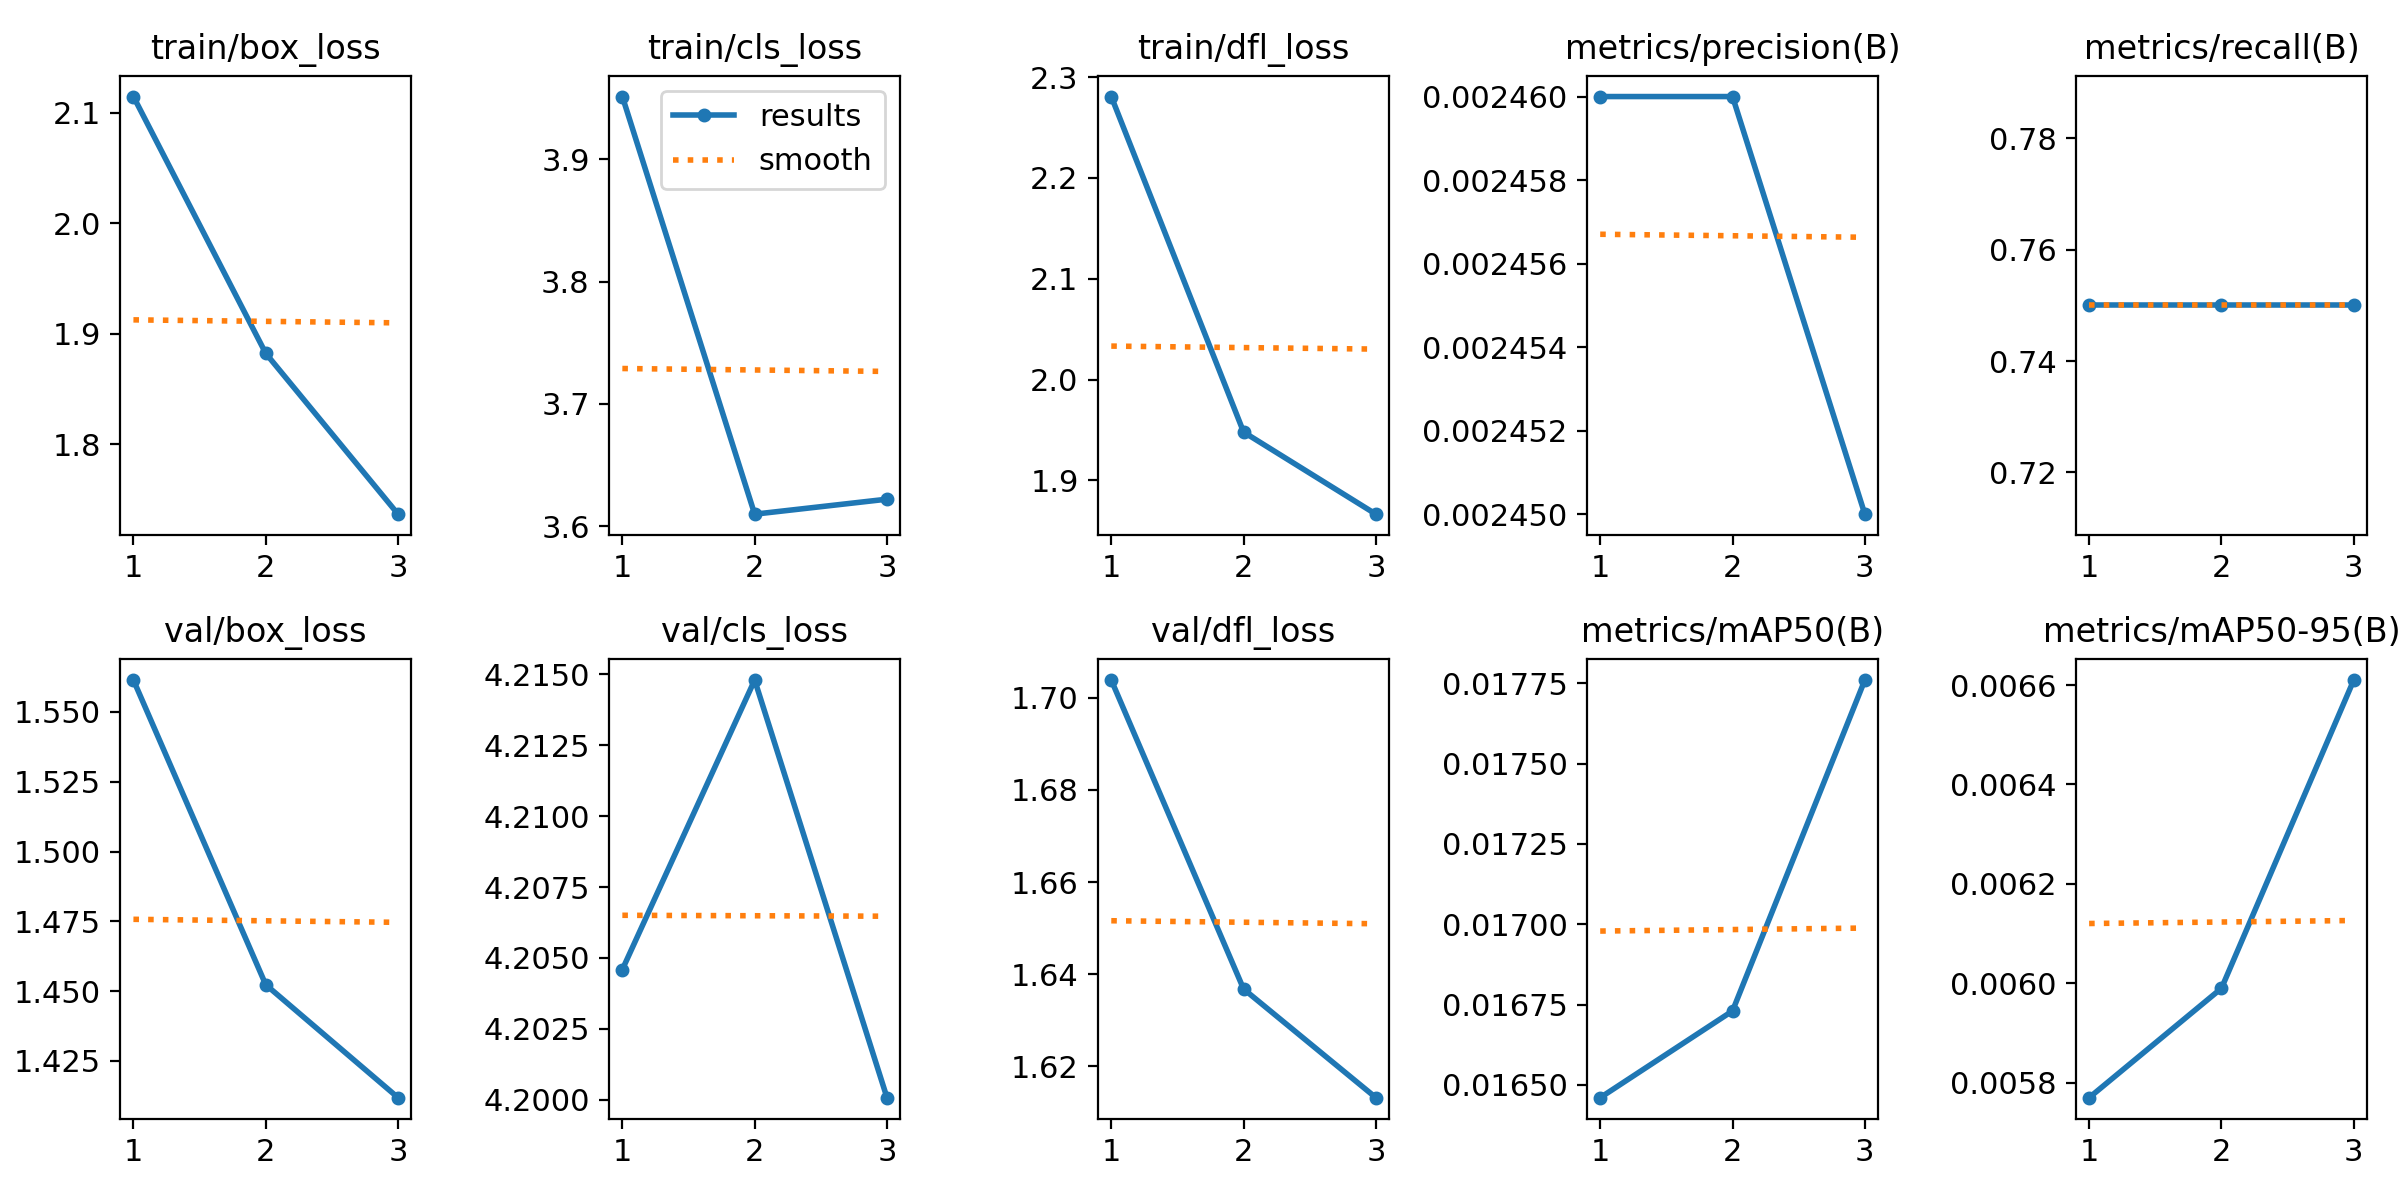 train/box_loss
2.1
2.0
1.9
1.8
1 2 3
train/cls_loss
results
smooth
3.9
3.8
3.7
3.6
1 2 3
train/dfl_loss
2.3
2.2
2.1
2.0
1.9
1 2 3
metrics/precision(B)
0.002460
0.002458
0.002456
0.002454
0.002452
0.002450
1 2 3
metrics/recall(B)
0.78
0.76
0.74
0.72
1 2 3
val/box_loss
1.550
1.525
1.500
1.475
1.450
1.425
1 2 3
val/cls_loss
4.2150
4.2125
4.2100
4.2075
4.2050
4.2025
4.2000
1 2 3
val/dfl_loss
1.70
1.68
1.66
1.64
1.62
1 2 3
metrics/mAP50(B)
0.01775
0.01750
0.01725
0.01700
0.01675
0.01650
1 2 3
metrics/mAP50-95(B)
0.0066
0.0064
0.0062
0.0060
0.0058
1 2 3